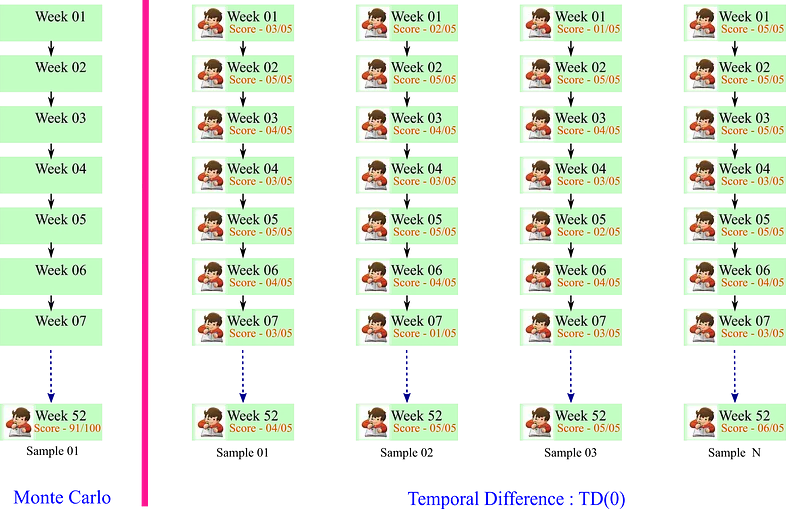 Week 01
Week 02
Week 03
Week 04
Week 05
Week 06
Week 07
Week 52
Score - 91/100
Sample 01
Monte Carlo
Week 01
Score - 03/05
Week 02
Score - 05/05
Week 03
Score - 04/05
Week 04
Score - 03/05
Week 05
Score - 05/05
Week 06
Score - 04/05
Week 07
Score - 03/05
Week 52
Score - 04/05
Sample 01
Week 01
Score - 02/05
Week 02
Score - 05/05
Week 03
Score - 04/05
Week 04
Score - 03/05
Week 05
Score - 05/05
Week 06
Score - 04/05
Week 07
Score - 01/05
Week 52
Score - 05/05
Sample 02
Week 01
Score - 01/05
Week 02
Score - 05/05
Week 03
Score - 04/05
Week 04
Score - 03/05
Week 05
Score - 02/05
Week 06
Score - 04/05
Week 07
Score - 03/05
Week 52
Score - 05/05
Sample 03
Week 01
Score - 05/05
Week 02
Score - 05/05
Week 03
Score - 05/05
Week 04
Score - 03/05
Week 05
Score - 05/05
Week 06
Score - 04/05
Week 07
Score - 03/05
Week 52
Score - 06/05
Sample N
Temporal Difference : TD(0)